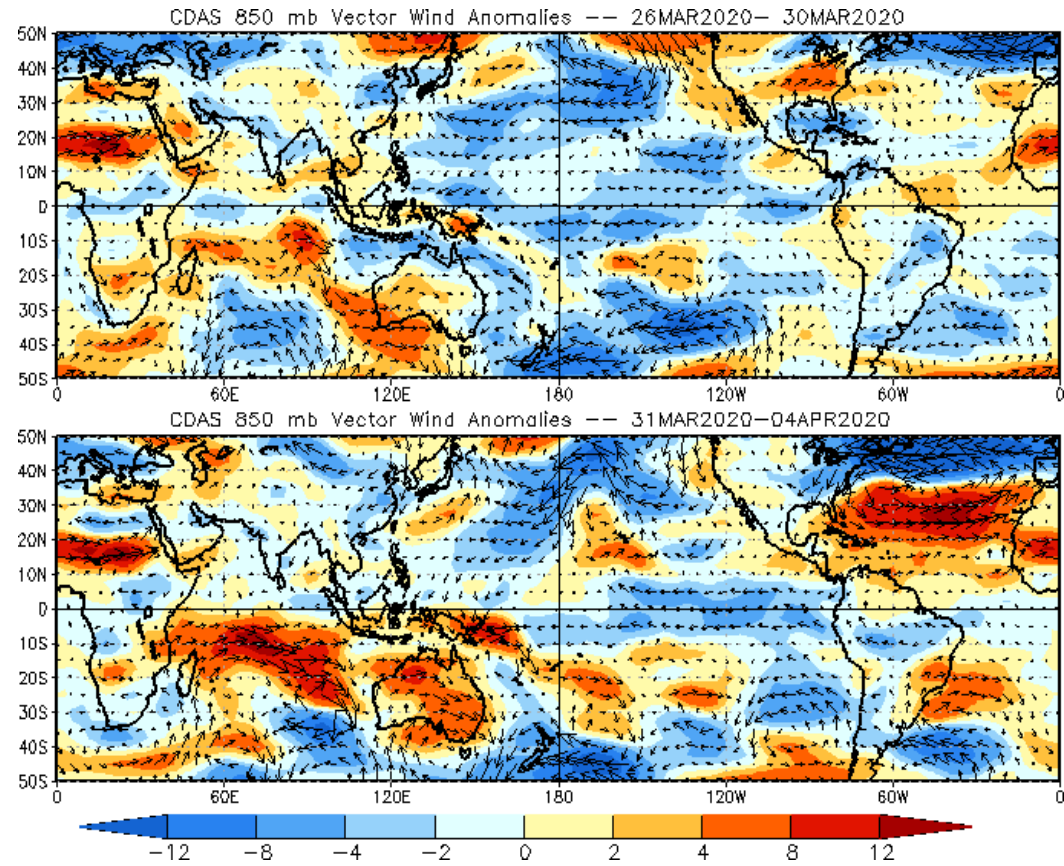 CDAS 850 mb Vector Wind Anomalies -- 26MAR2020- 30MAR2020
50N
40N
30N
20N
10N
0
10S
20S
30S
40S
50S
0 60E 120E 180 120W 60W 0
CDAS 850 mb Vector Wind Anomalies -- 31MAR2020-04APR2020
50N
40N
30N
20N
10N
0
10S
20S
30S
40S
50S
0 60E 120E 180 120W 60W 0
-12 -8 -4 -2 0 2 4 8 12